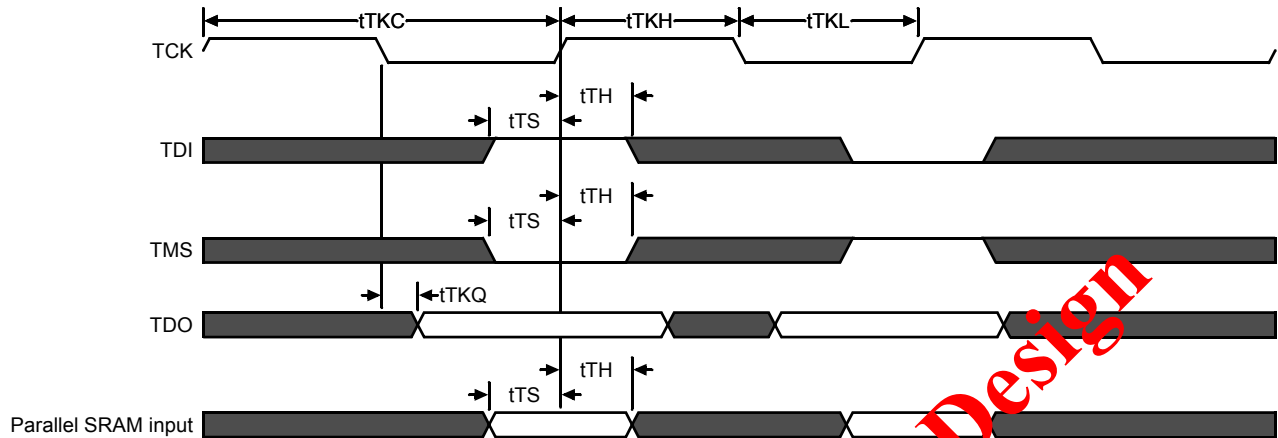 tTKC tTKH tTKL
TCK
tTH
tTS
TDI
tTH
tTS
TMS
tTKQ
TDO
tTH
tTS
Parallel SRAM input
Design